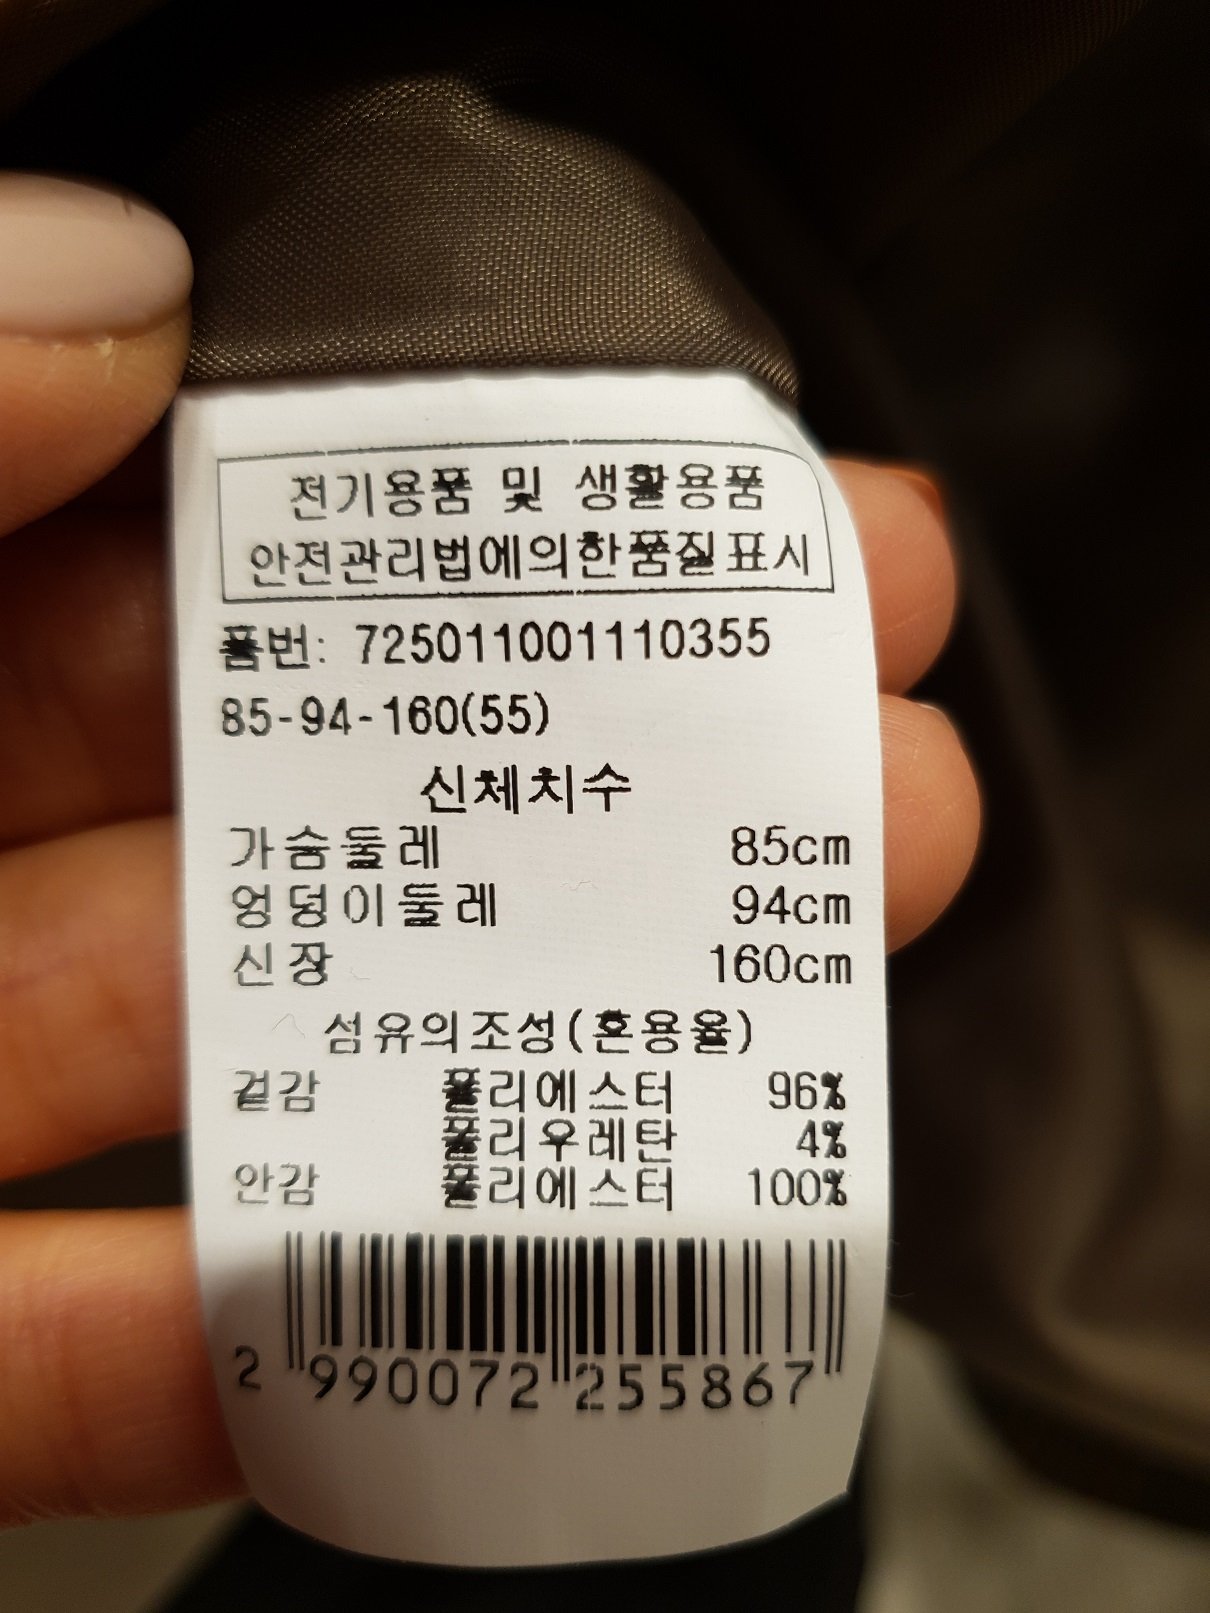 전기용품 및 생활용품
안전관리법에의한품질표시
품번: 725011001110355
85-94-160(55)
신체치수
가슴둘레 85cm
엉덩이둘레 94cm
신장 160cm
섬유의조성(혼용율)
겉감 폴리에스터 96%
폴리우레탄 4%
안감 폴리에스터 100%
2 990072 255867